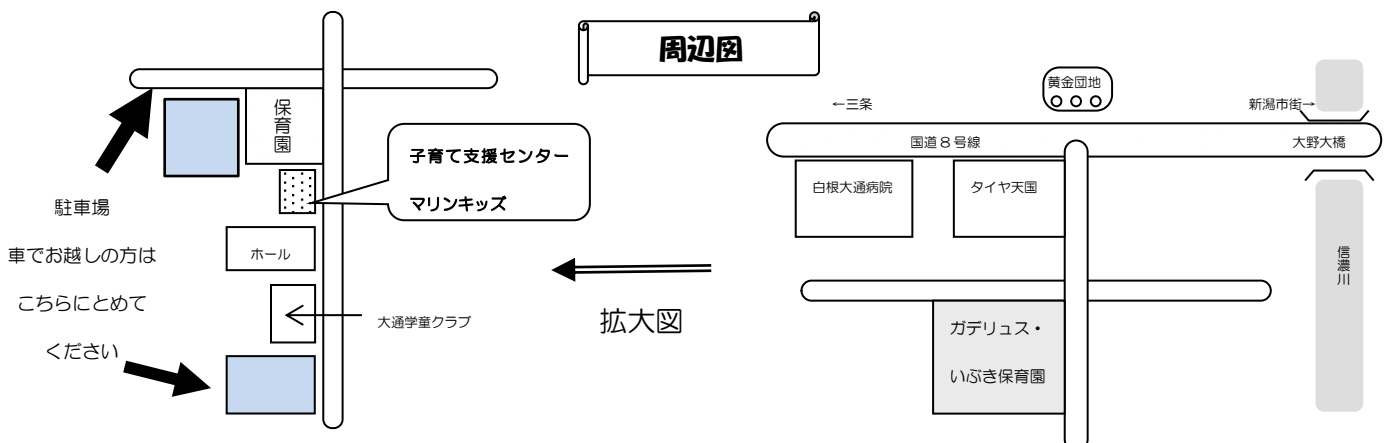 周辺図
保育園
子育て支援センター
マリンキッズ
駐車場
車でお越しの方は
こちらにとめて
ください
ホール
大通学童クラブ
拡大図
黄金団地
←三条
新潟市街→
国道８号線
大野大橋
白根大通病院
タイヤ天国
信濃川
ガデリュス・
いぶき保育園